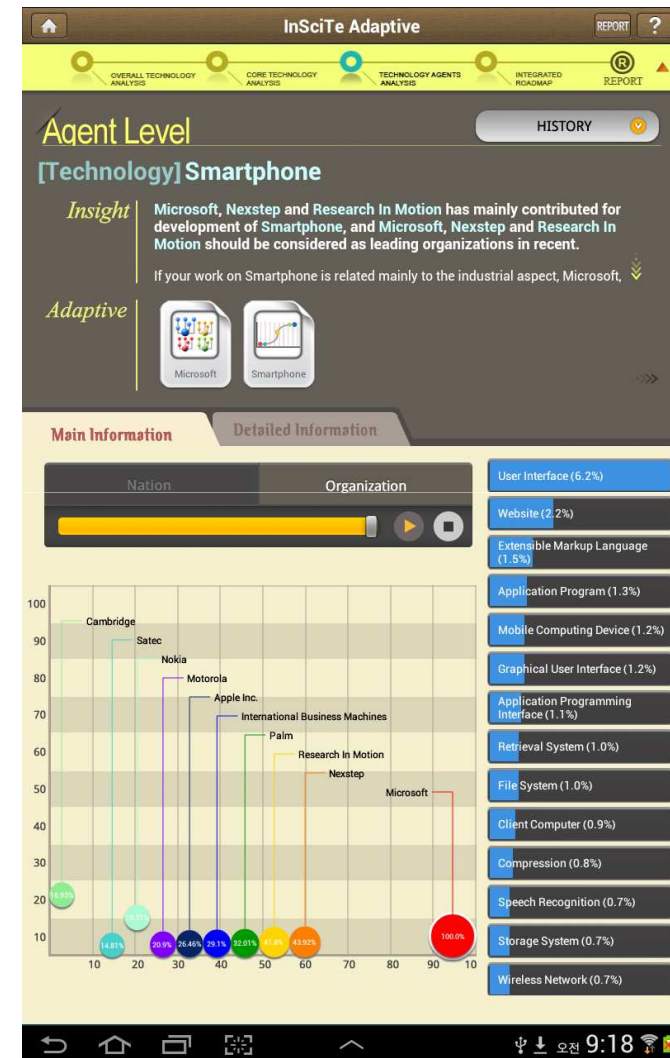 InSciTe Adaptive
REPORT
?
OVERALL TECHNOLOGY
ANALYSIS
CORE TECHNOLOGY
ANALYSIS
TECHNOLOGY AGENTS
ANALYSIS
INTEGRATED
ROADMAP
R
REPORT
Agent Level
HISTORY
[Technology] Smartphone
Insight
Microsoft, Nexstep and Research In Motion has mainly contributed for
development of Smartphone, and Microsoft, Nexstep and Research In
Motion should be considered as leading organizations in recent.
If your work on Smartphone is related mainly to the industrial aspect, Microsoft,
Adaptive
Microsoft
Smartphone
Main Information
Detailed Information
Nation
Organization
User Interface (6.2%)
Website (2.2%)
Extensible Markup Language
(1.5%)
Application Program (1.3%)
Mobile Computing Device (1.2%)
Graphical User Interface (1.2%)
Application Programming
Interface (1.1%)
Retrieval System (1.0%)
File System (1.0%)
Client Computer (0.9%)
Compression (0.8%)
Speech Recognition (0.7%)
Storage System (0.7%)
Wireless Network (0.7%)
100
90
80
70
60
50
40
30
20
10
Cambridge
Satec
Nokia
Motorola
Apple Inc.
International Business Machines
Palm
Research In Motion
Nexstep
Microsoft
14.81%
20.9%
26.46%
29.1%
32.01%
43.92%
100.0%
10 20 30 40 50 60 70 80 90 10
오전 9:18